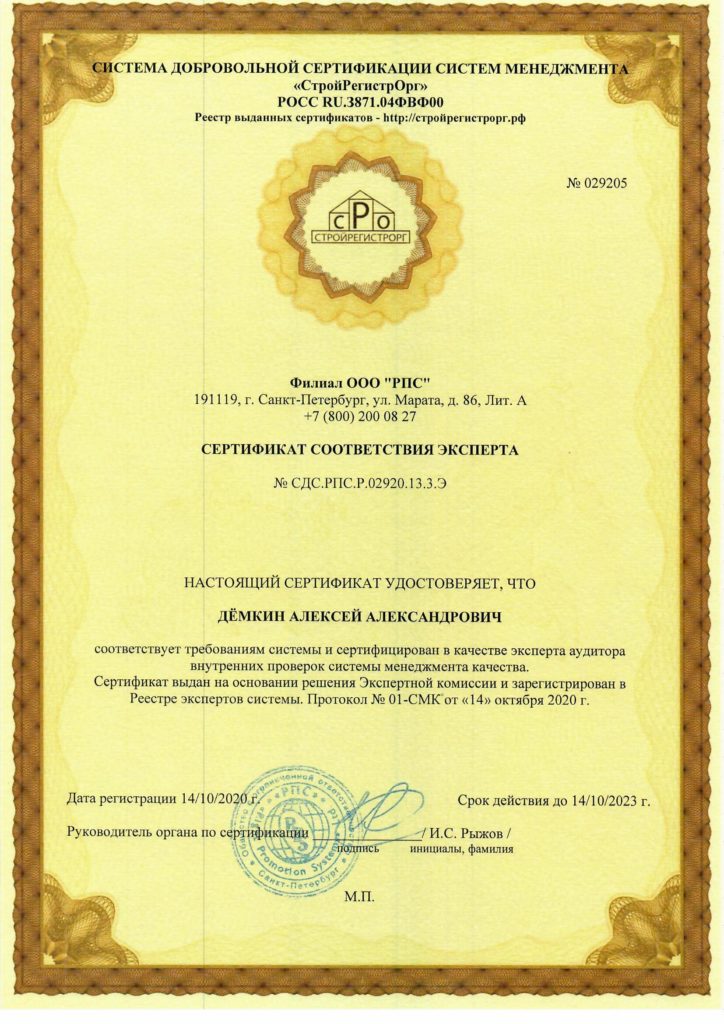 СИСТЕМА ДОБРОВОЛЬНОЙ СЕРТИФИКАЦИИ СИСТЕМ МЕНЕДЖМЕНТА
«СтройРегистрОрг»
РОСС RU.З871.04ФВФ00
Реестр выданных сертификатов - http://стройрегистрорг.рф
№ 029205
СРО
СТРОЙРЕГИСТРОРГ
Филиал ООО "РПС"
191119, г. Санкт-Петербург, ул. Марата, д. 86, Лит. А
+7 (800) 200 08 27
СЕРТИФИКАТ СООТВЕТСТВИЯ ЭКСПЕРТА
№ СДС.РПС.Р.02920.13.3.Э
НАСТОЯЩИЙ СЕРТИФИКАТ УДОСТОВЕРЯЕТ, ЧТО
ДЁМКИН АЛЕКСЕЙ АЛЕКСАНДРОВИЧ
соответствует требованиям системы и сертифицирован в качестве эксперта аудитора
внутренних проверок системы менеджмента качества.
Сертификат выдан на основании решения Экспертной комиссии и зарегистрирован в
Реестре экспертов системы. Протокол № 01-СМК от «14» октября 2020 г.
Дата регистрации 14/10/2020 г.
Срок действия до 14/10/2023 г.
Руководитель органа по сертификации / И.С. Рыжов /
подпись инициалы, фамилия
М.П.
«РПС»
Promotion System
Санкт-Петербург